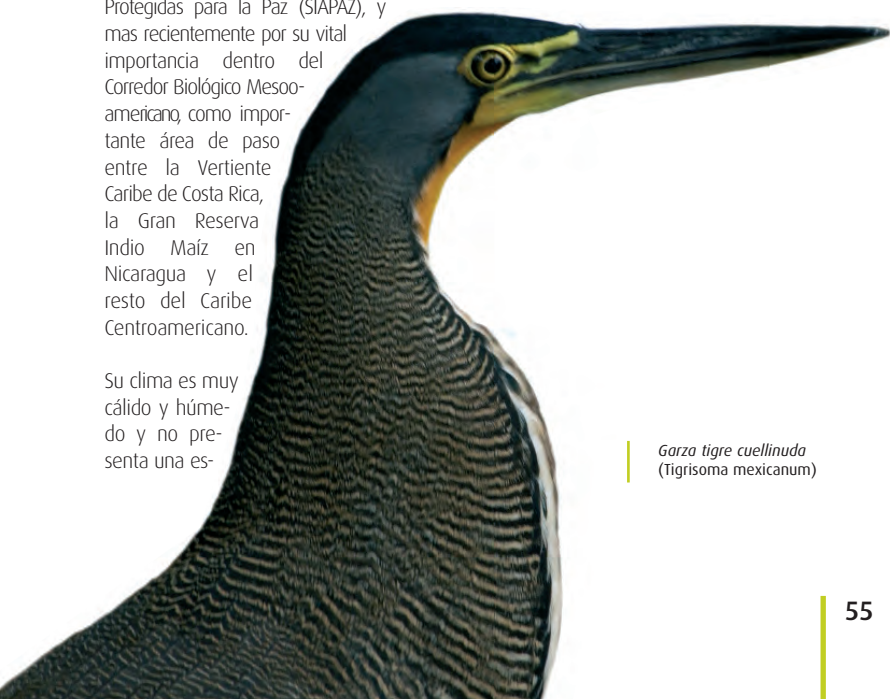 Protegidas para la Paz (SIAPAZ), y
mas recientemente por su vital
importancia dentro del
Corredor Biológico Mesoo-
americano, como impor-
tante área de paso
entre la Vertiente
Caribe de Costa Rica,
la Gran Reserva
Indio Maíz en
Nicaragua y el
resto del Caribe
Centroamericano.
Su clima es muy
cálido y húme-
do y no pre-
senta una es-
Garza tigre cuellinuda
(Tigrisoma mexicanum)
55